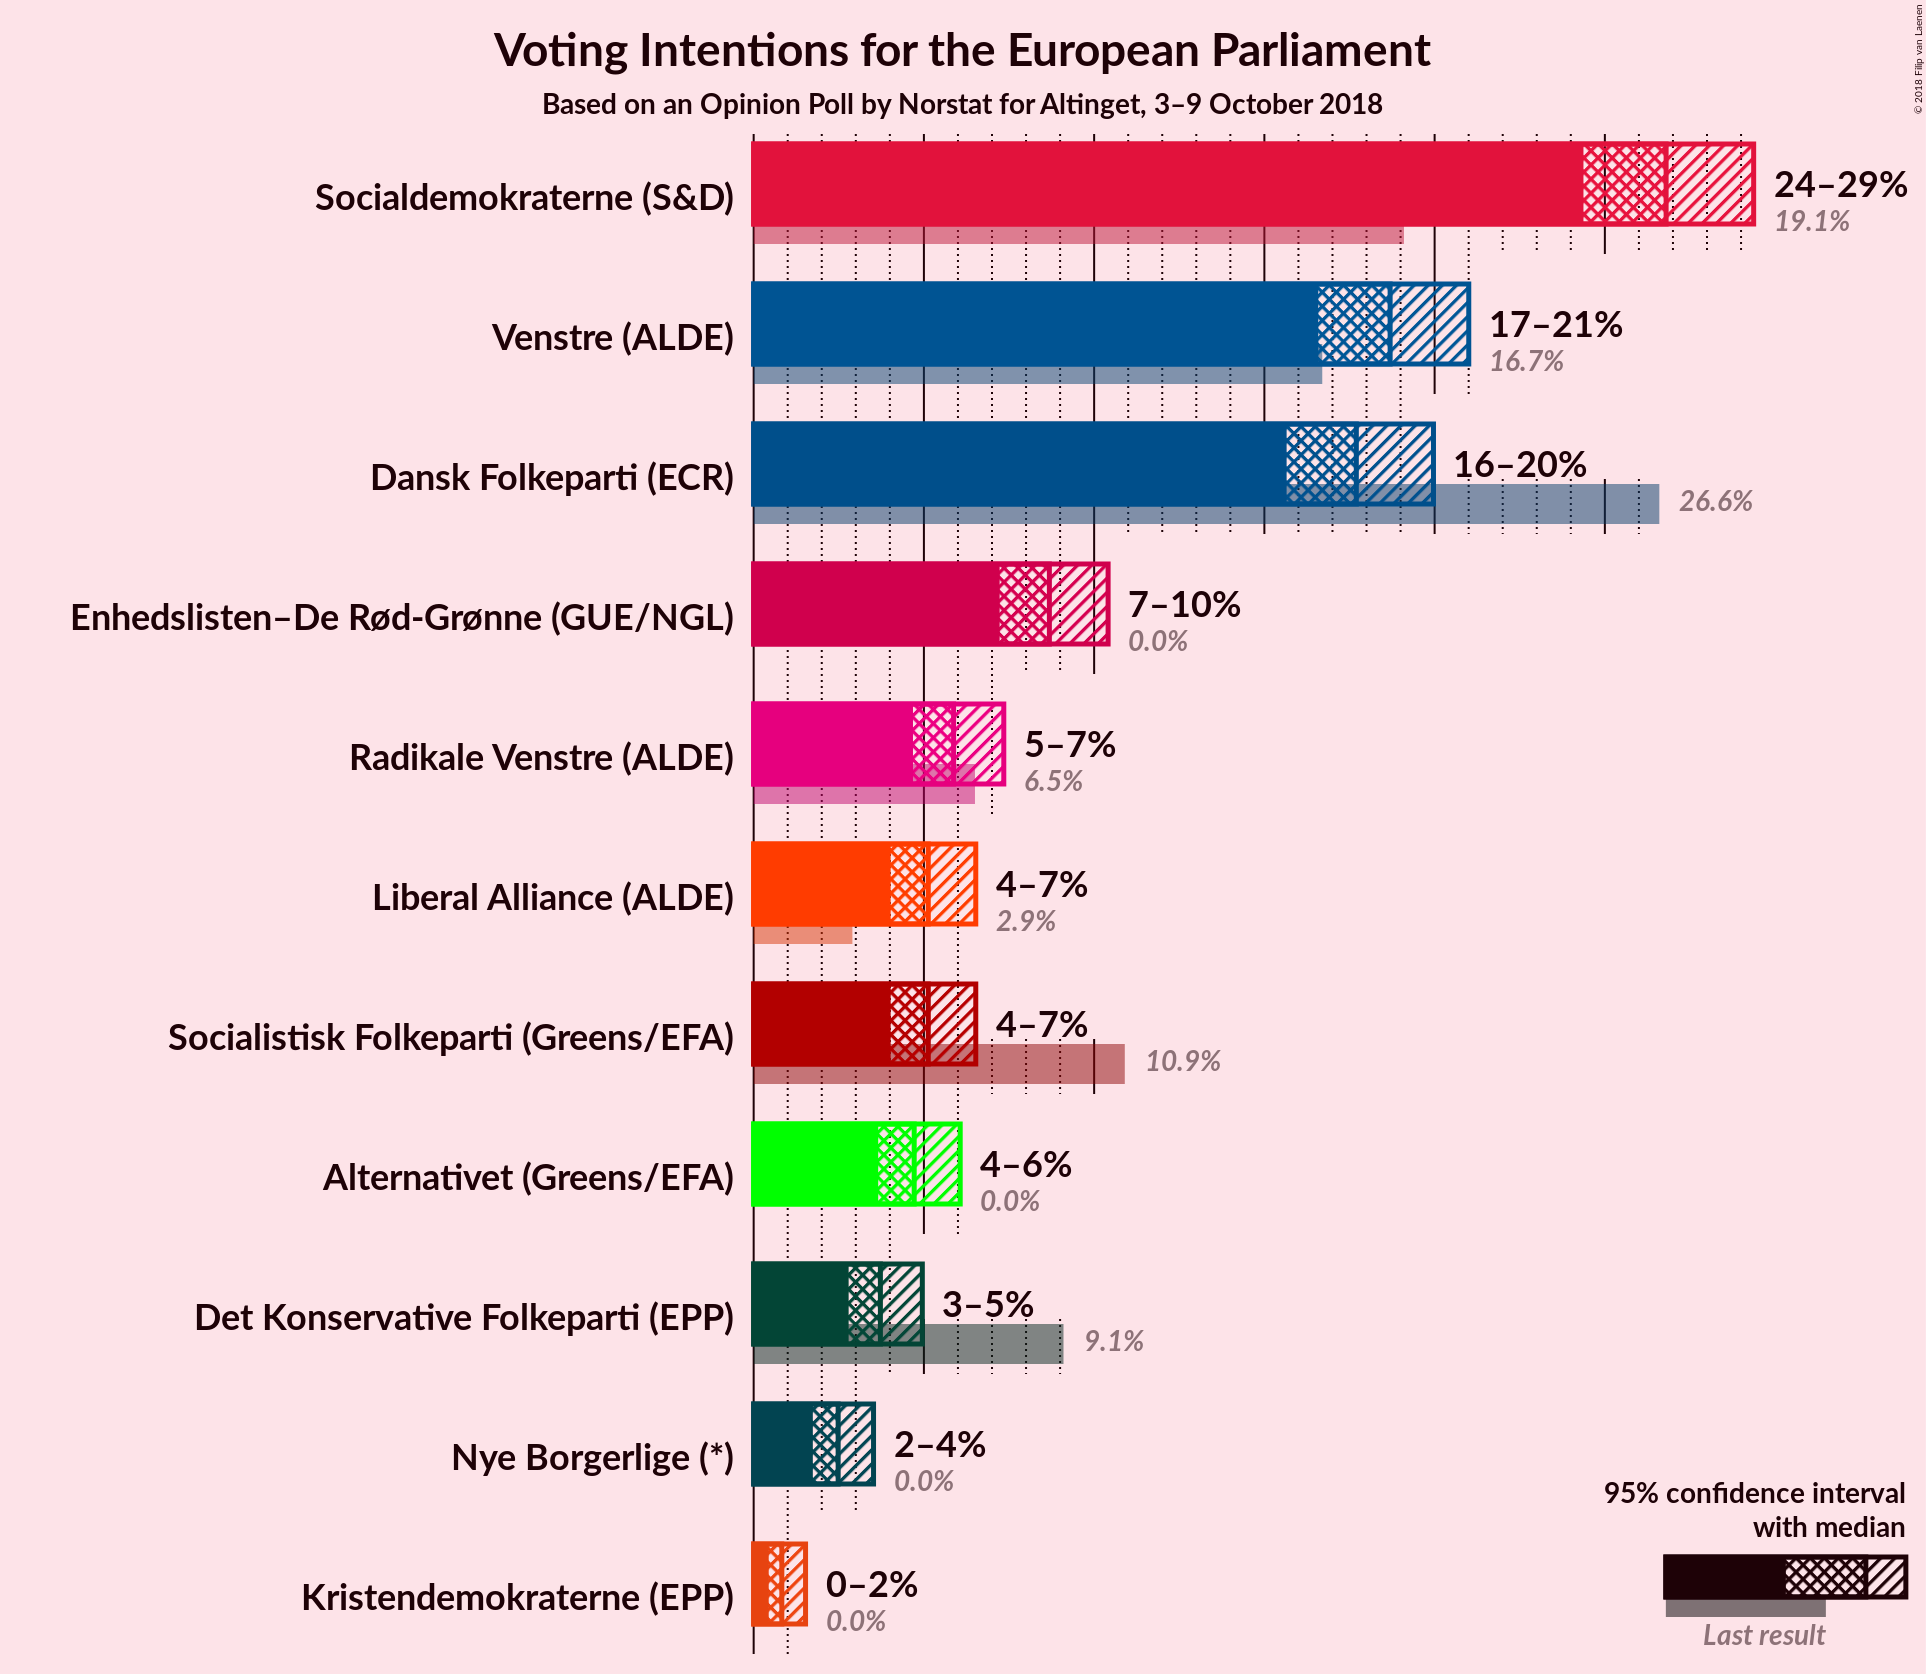 Voting Intentions for the European Parliament
Based on an Opinion Poll by Norstat for Altinget, 3–9 October 2018
© 2018 Filip van Laenen
Socialdemokraterne (S&D)
24–29%
19.1%
Venstre (ALDE)
17–21%
16.7%
Dansk Folkeparti (ECR)
16–20%
26.6%
Enhedslisten–De Rød-Grønne (GUE/NGL)
7–10%
0.0%
Radikale Venstre (ALDE)
5–7%
6.5%
Liberal Alliance (ALDE)
4–7%
2.9%
Socialistisk Folkeparti (Greens/EFA)
4–7%
10.9%
Alternativet (Greens/EFA)
4–6%
0.0%
Det Konservative Folkeparti (EPP)
3–5%
9.1%
Nye Borgerlige (*)
2–4%
0.0%
Kristendemokraterne (EPP)
0–2%
0.0%
95% confidence interval
with median
Last result